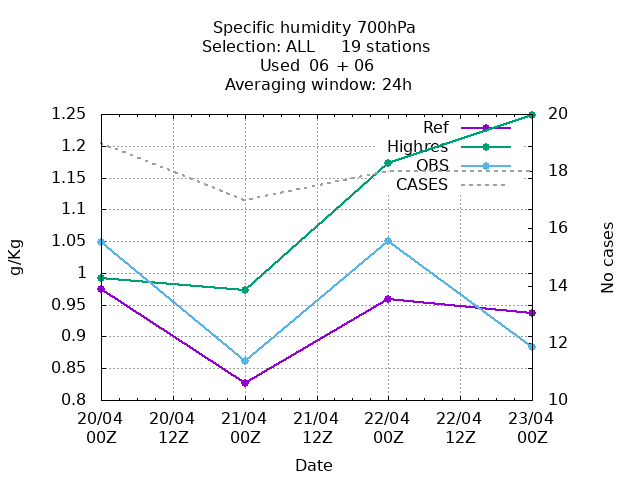 Specific humidity 700hPa
Selection: ALL 19 stations
Used 06 + 06
Averaging window: 24h
1.25
1.2
1.15
1.1
1.05
1
0.95
0.9
0.85
0.8
g/Kg
Ref
Highres
OBS
CASES
20
18
16
14
12
10
No cases
20/04 20/04 21/04 21/04 22/04 22/04 23/04
00Z 12Z 00Z 12Z 00Z 12Z 00Z
Date